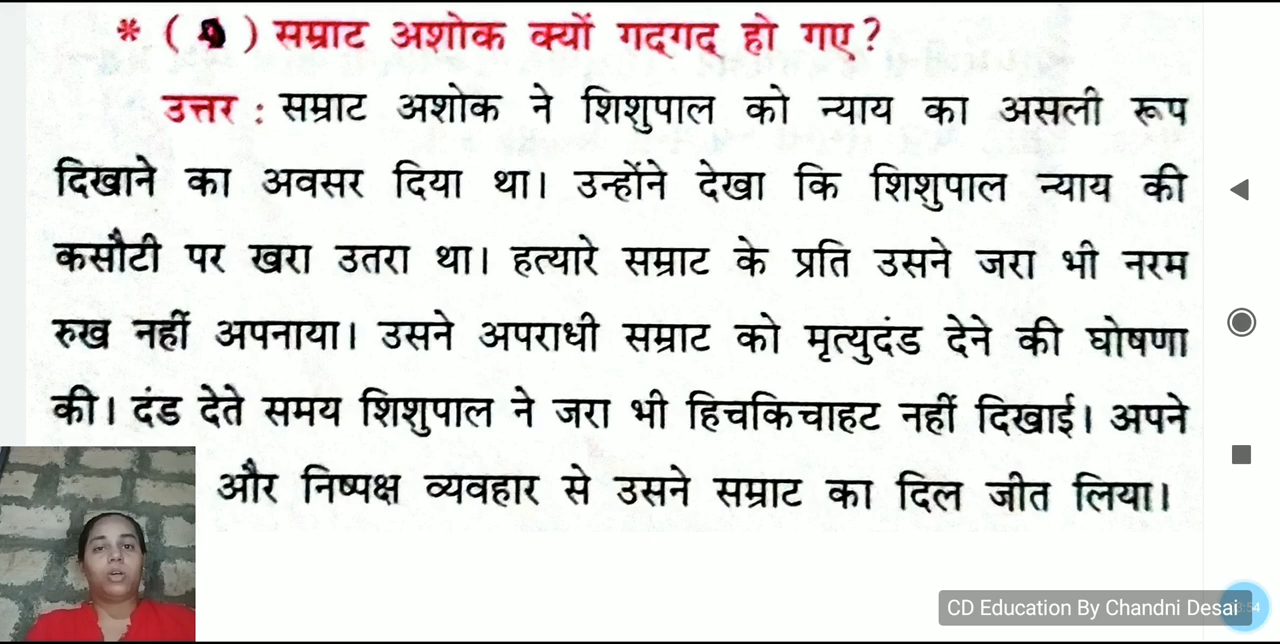 * ( ) सम्राट अशोक क्यों गदगद हो गए?
उत्तर : सम्राट अशोक ने शिशुपाल को न्याय का असली रूप
दिखाने का अवसर दिया था। उन्होंने देखा कि शिशुपाल न्याय की
कसौटी पर खरा उतरा था। हत्यारे सम्राट के प्रति उसने जरा भी नरम
रुख नहीं अपनाया। उसने अपराधी सम्राट को मृत्युदंड देने की घोषणा
की। दंड देते समय शिशुपाल ने जरा भी हिचकिचाहट नहीं दिखाई। अपने
और निष्पक्ष व्यवहार से उसने सम्राट का दिल जीत लिया।
CD Education By Chandni Desai